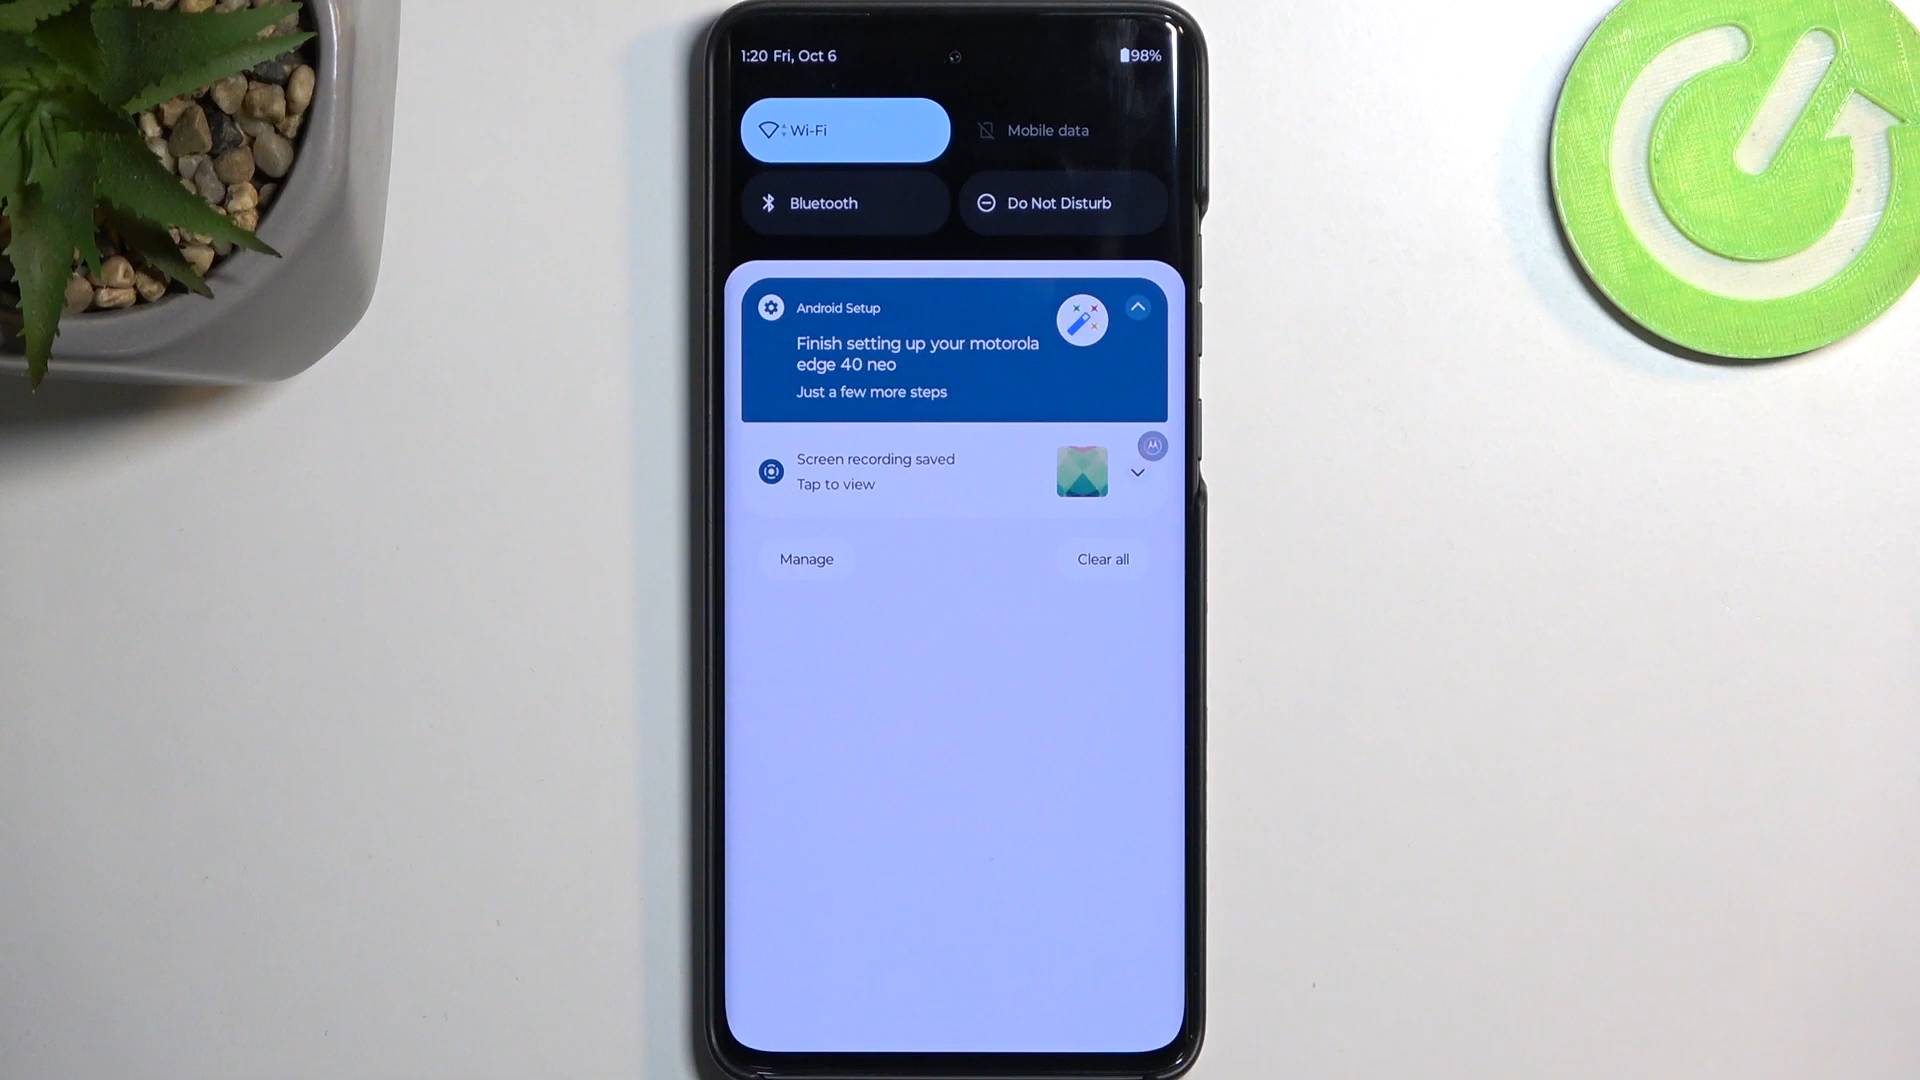 1:20 Fri, Oct 6
98%
Wi-Fi
Mobile data
Bluetooth
Do Not Disturb
Android Setup
Finish setting up your motorola
edge 40 neo
Just a few more steps
Screen recording saved
Tap to view
Manage
Clear all